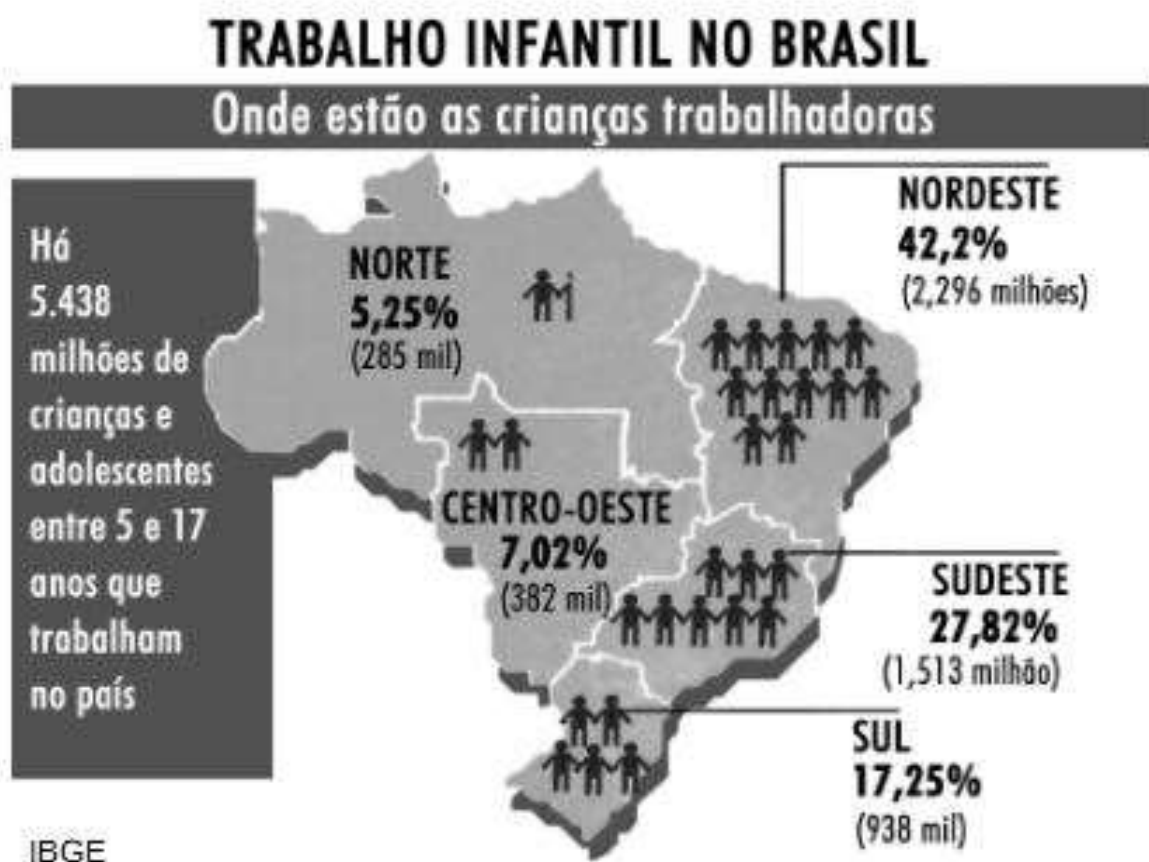 TRABALHO INFANTIL NO BRASIL
Onde estão as crianças trabalhadoras
Há
5.438
milhões de
crianças e
adolescentes
entre 5 e 17
anos que
trabalham
no país
NORTE
5,25%
(285 mil)
NORDESTE
42,2%
(2,296 milhões)
CENTRO-OESTE
7,02%
(382 mil)
SUDESTE
27,82%
(1,513 milhão)
SUL
17,25%
(938 mil)
IBGE